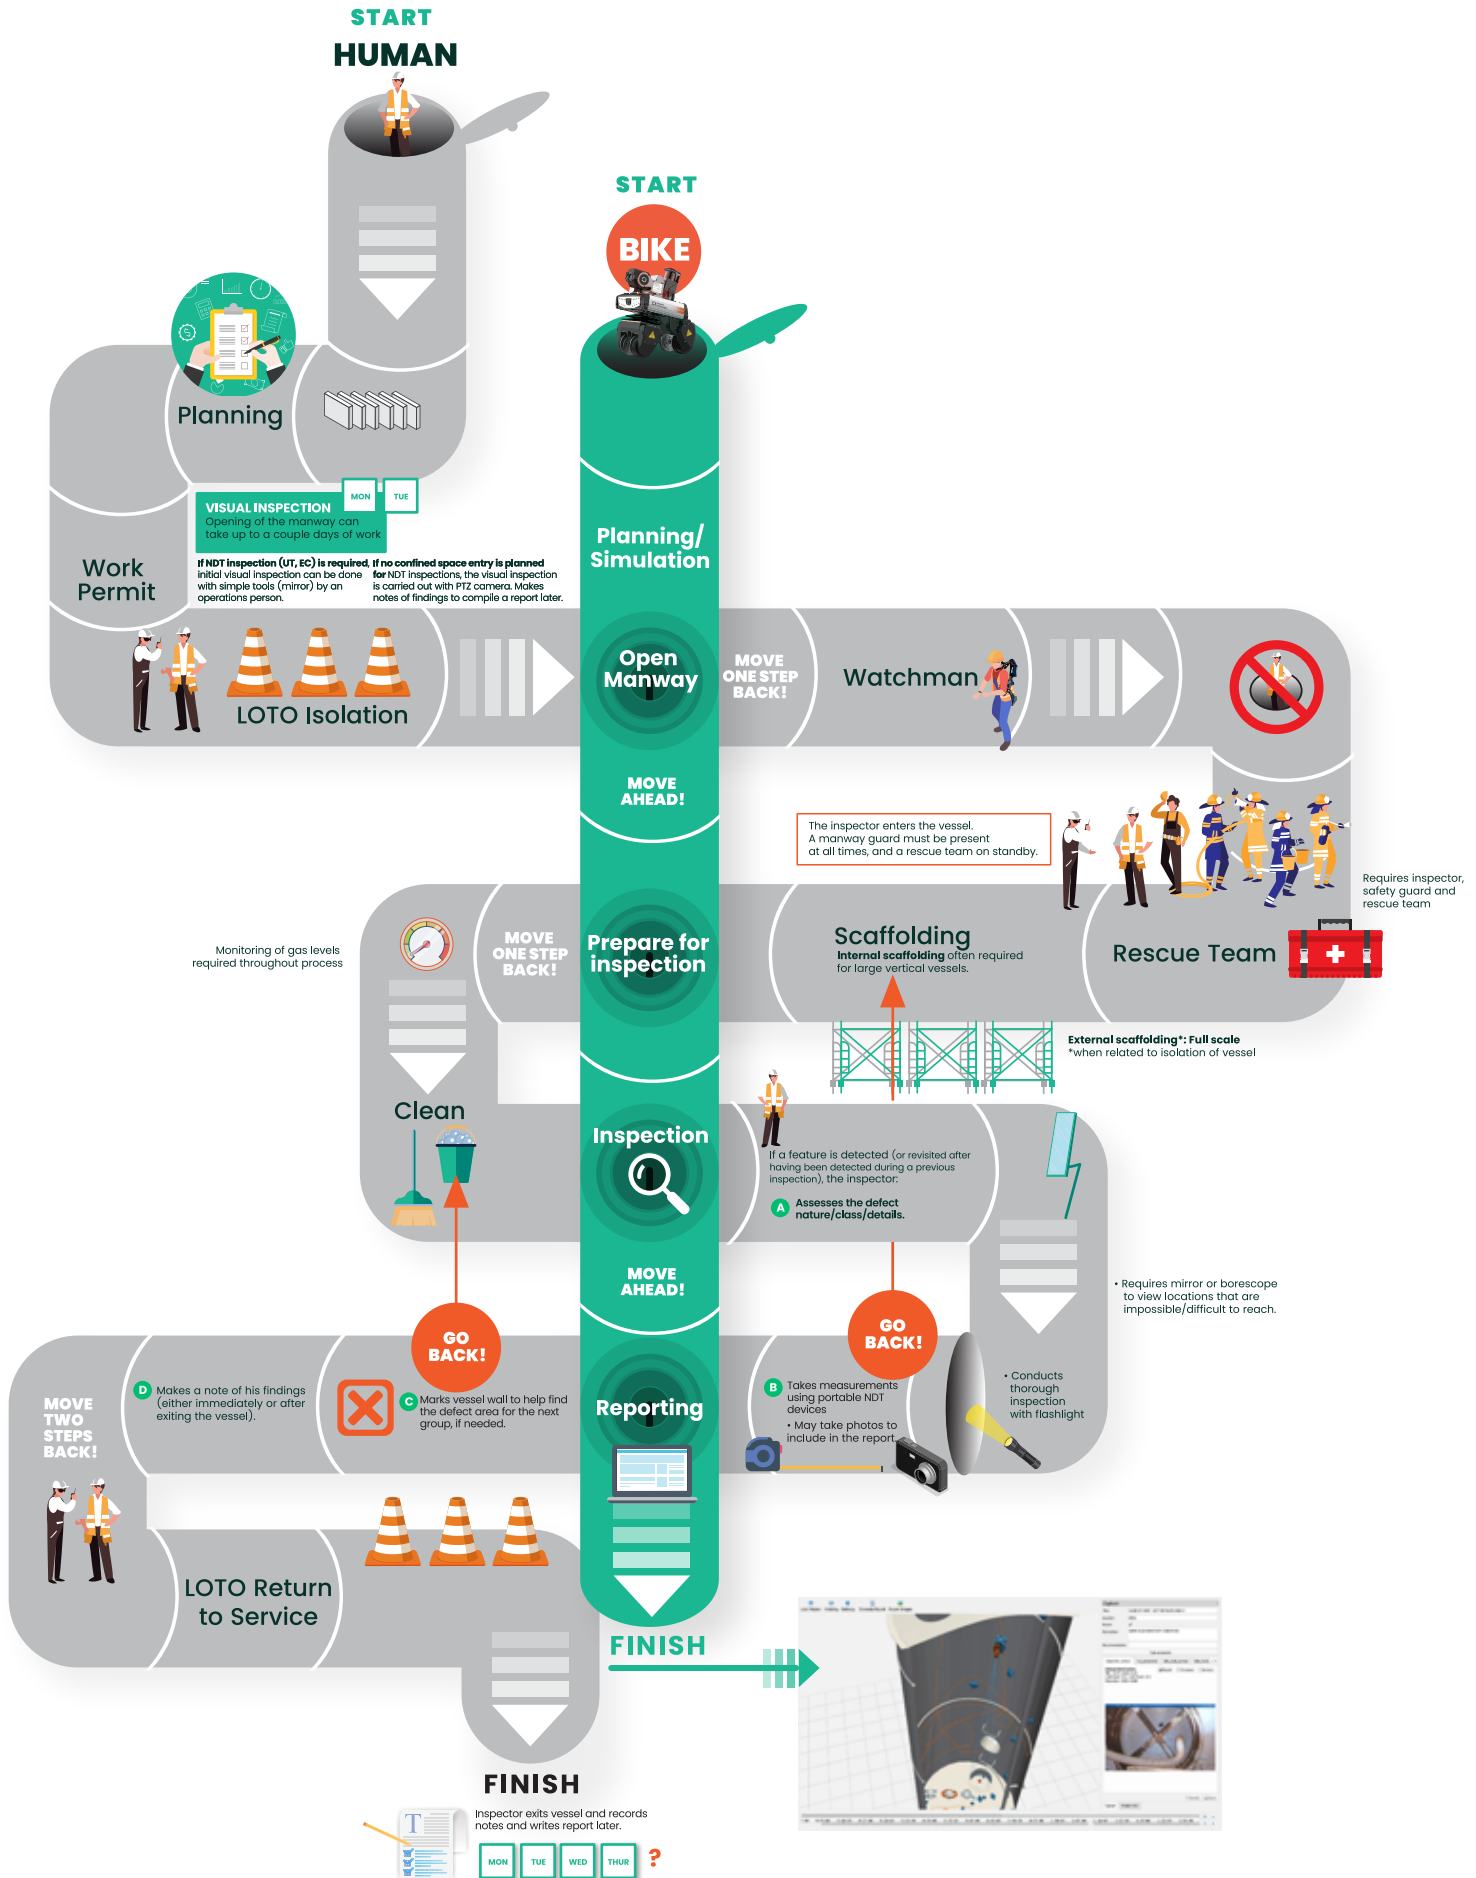 START
HUMAN
START
BIKE
Planning
VISUAL INSPECTION
Opening of the manway can
take up to a couple days of work
MON
TUE
If NDT inspection (UT, EC) is required,
initial visual inspection can be done
with simple tools (mirror) by an
operations person.
If no confined space entry is planned
for NDT inspections, the visual inspection
is carried out with PTZ camera. Makes
notes of findings to compile a report later.
Work
Permit
Planning/
Simulation
LOTO Isolation
Open
Manway
MOVE
ONE STEP
BACK!
Watchman
MOVE
AHEAD!
The inspector enters the vessel.
A manway guard must be present
at all times, and a rescue team on standby.
Requires inspector,
safety guard and
rescue team
Monitoring of gas levels
required throughout process
MOVE
ONE STEP
BACK!
Prepare for
inspection
Scaffolding
Internal scaffolding often required
for large vertical vessels.
Rescue Team
External scaffolding*: Full scale
*when related to isolation of vessel
Clean
Inspection
If a feature is detected (or revisited after
having been detected during a previous
inspection), the inspector:
A Assesses the defect
nature/class/details.
MOVE
AHEAD!
• Requires mirror or borescope
to view locations that are
impossible/difficult to reach.
GO
BACK!
GO
BACK!
MOVE
TWO
STEPS
BACK!
D Makes a note of his findings
(either immediately or after
exiting the vessel).
C Marks vessel wall to help find
the defect area for the next
group, if needed.
Reporting
B Takes measurements
using portable NDT
devices
• May take photos to
include in the report.
• Conducts
thorough
inspection
with flashlight
LOTO Return
to Service
FINISH
FINISH
Inspector exits vessel and records
notes and writes report later.
T
MON
TUE
WED
THUR
?